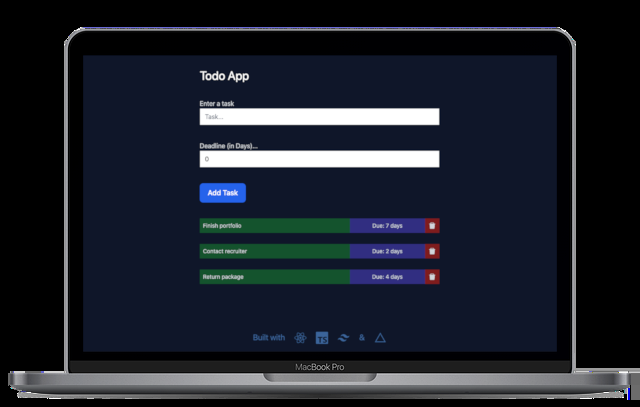 Todo App
Enter a task
Task...
Deadline (in Days)...
0
Add Task
Finish portfolio Due: 7 days
Contact recruiter Due: 2 days
Return package Due: 4 days
Built with TS &
MacBook Pro